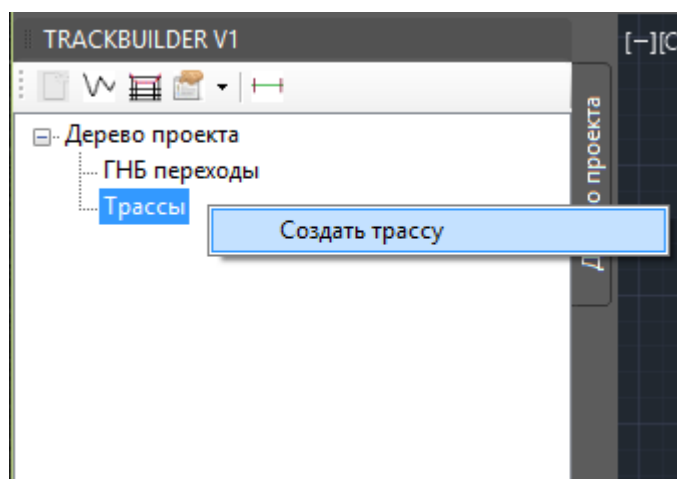 TRACKBUILDER V1
[−][С
Дерево проекта
ГНБ переходы
Трассы
Создать трассу
Д
о проекта